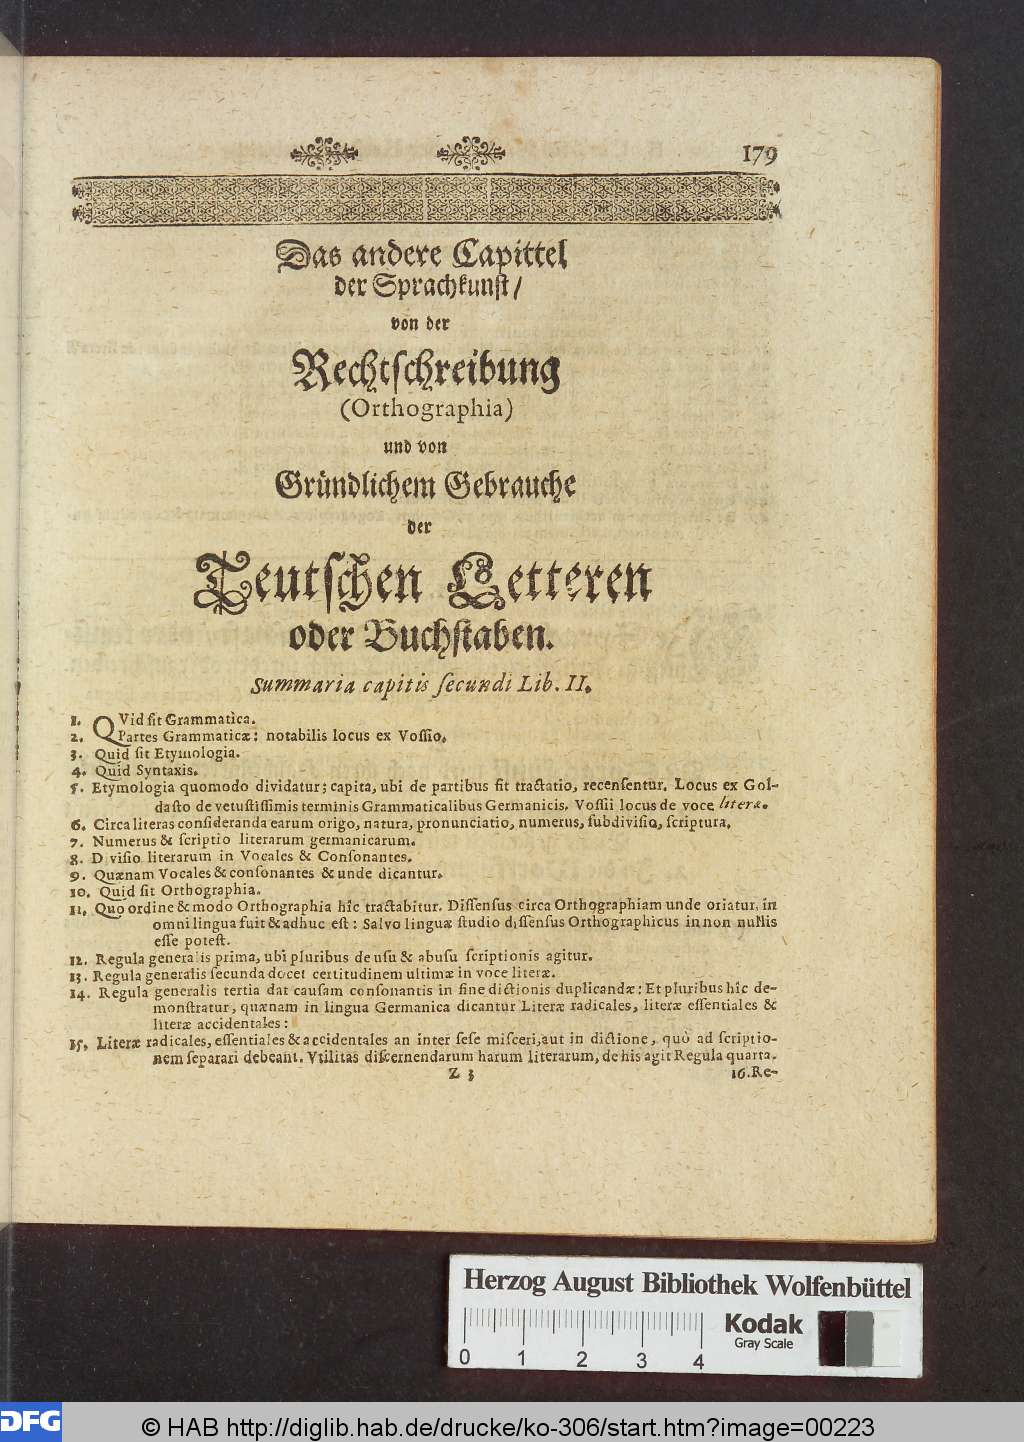 179
Das andere Capittel
der Sprachkunst/
von der
Rechtschreibung
(Orthographia)
und von
Gründlichem Gebrauche
der
Teutschen Letteren
oder Buchstaben.
Summaria capitis ſecundi Lib. II.
1. QVid ſit Grammatica.
2. Partes Grammaticæ: notabilis locus ex Voſſio.
3. Quid ſit Etymologia.
4. Quid Syntaxis.
5. Etymologia quomodo dividatur; capita, ubi de partibus fit tractatio, recenſentur. Locus ex Gol-
daſto de vetuſtiſſimis terminis Grammaticalibus Germanicis. Voſſii locus de voce literæ.
6. Circa literas conſideranda earum origo, natura, pronunciatio, numerus, ſubdiviſio, ſcriptura.
7. Numerus & ſcriptio literarum germanicarum.
8. D viſio literarum in Vocales & Conſonantes.
9. Quænam Vocales & conſonantes & unde dicantur.
10. Quid ſit Orthographia.
11. Quo ordine & modo Orthographia hîc tractabitur. Diſſenſus circa Orthographiam unde oriatur, in
omni lingua fuit & adhuc eſt: Salvo linguæ ſtudio diſſenſus Orthographicus in non nullis
eſſe poteſt.
12. Regula generalis prima, ubi pluribus de uſu & abuſu ſcriptionis agitur.
13. Regula generalis ſecunda docet certitudinem ultimæ in voce literæ.
14. Regula generalis tertia dat cauſam conſonantis in fine dictionis duplicandæ: Et pluribus hîc de-
monſtratur, quænam in lingua Germanica dicantur Literæ radicales, literæ eſſentiales &
literæ accidentales:
15. Literæ radicales, eſſentiales & accidentales an inter ſeſe miſceri, aut in dictione, quò ad ſcriptio-
nem ſeparari debeant. Vtilitas diſcernendarum harum literarum, de his agit Regula quarta.
Z 3
16. Re-
Herzog August Bibliothek Wolfenbüttel
Kodak
Gray Scale
0 1 2 3 4
DFG
© HAB http://diglib.hab.de/drucke/ko-306/start.htm?image=00223